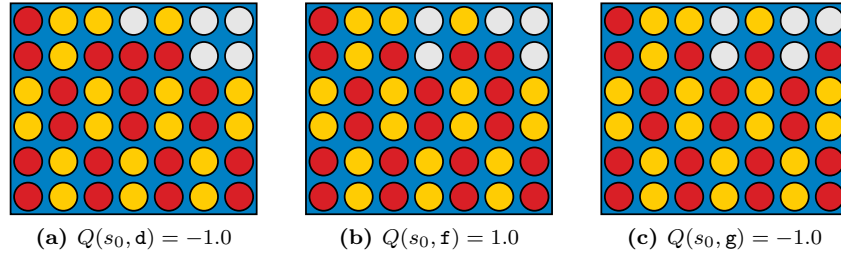 (a) Q(s₀, d) = −1.0
(b) Q(s₀, f) = 1.0
(c) Q(s₀, g) = −1.0